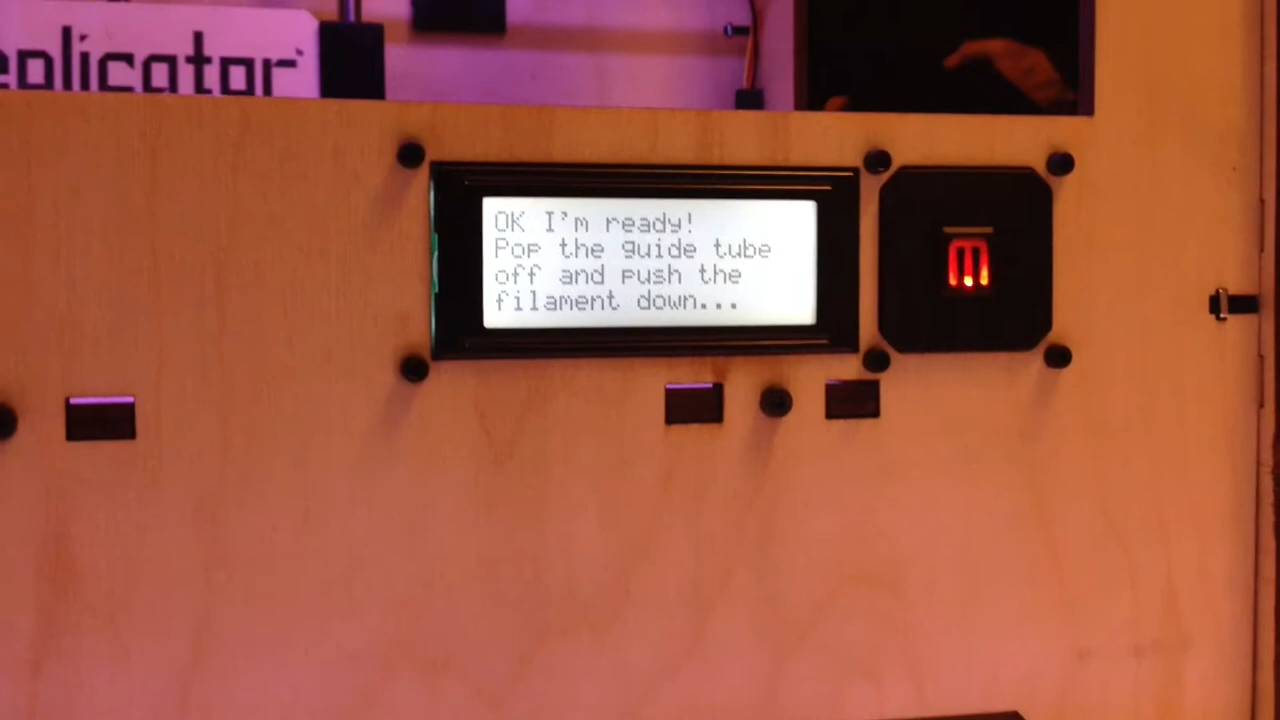 eplicator
OK I'm ready!
Pop the guide tube
off and push the
filament down...